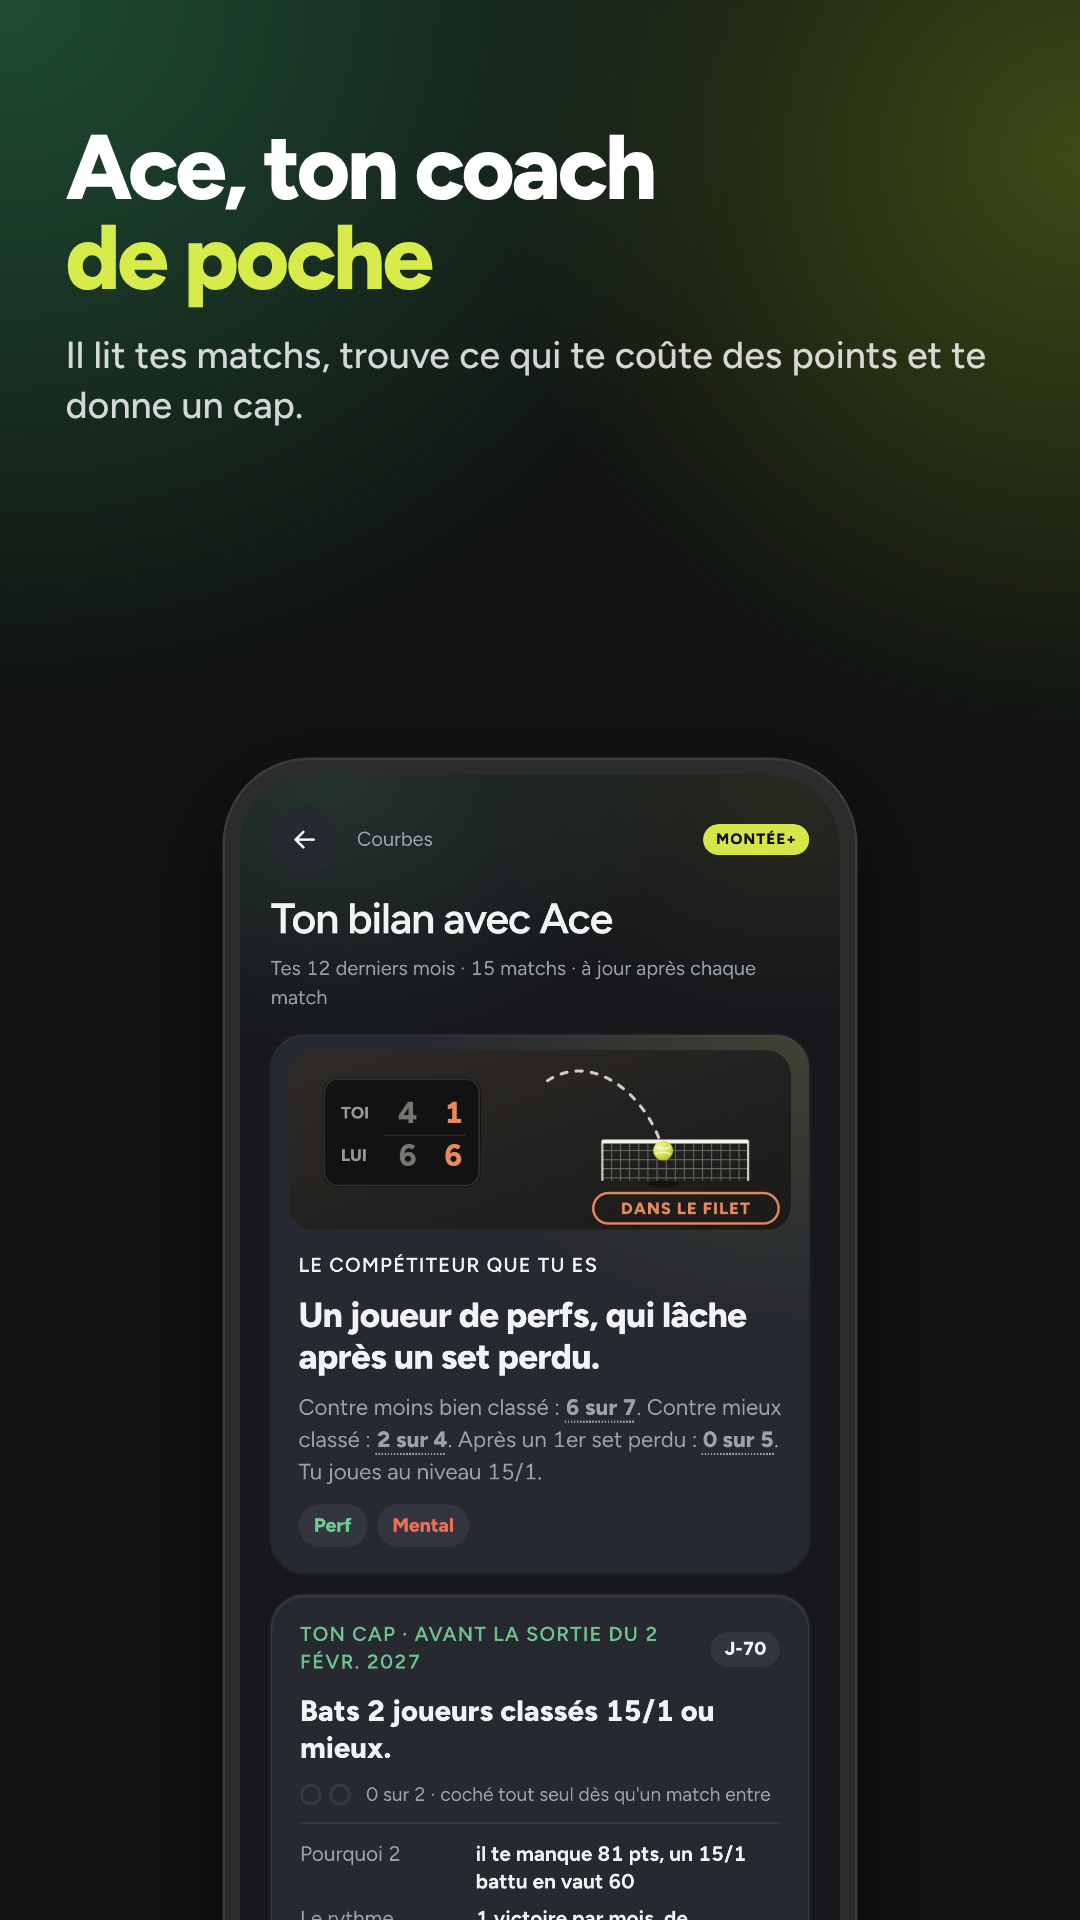 Ace, ton coach
de poche
Il lit tes matchs, trouve ce qui te coûte des points et te
donne un cap.
Courbes
MONTÉE+
Ton bilan avec Ace
Tes 12 derniers mois · 15 matchs · à jour après chaque
match
TOI 4 1
LUI 6 6
DANS LE FILET
LE COMPÉTITEUR QUE TU ES
Un joueur de perfs, qui lâche
après un set perdu.
Contre moins bien classé : 6 sur 7. Contre mieux
classé : 2 sur 4. Après un 1er set perdu : 0 sur 5.
Tu joues au niveau 15/1.
Perf Mental
TON CAP · AVANT LA SORTIE DU 2
FÉVR. 2027
J-70
Bats 2 joueurs classés 15/1 ou
mieux.
0 sur 2 · coché tout seul dès qu'un match entre
Pourquoi 2
il te manque 81 pts, un 15/1
battu en vaut 60
Le rythme
1 victoire par mois, de